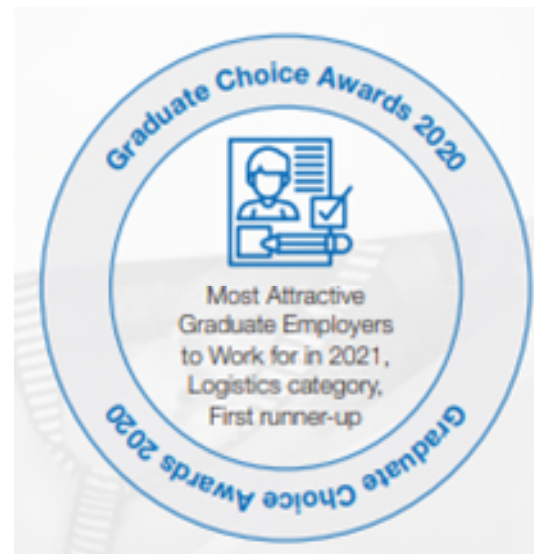 Graduate Choice Awards 2020
Most Attractive
Graduate Employers
to Work for in 2021,
Logistics category,
First runner-up
Graduate Choice Awards 2020